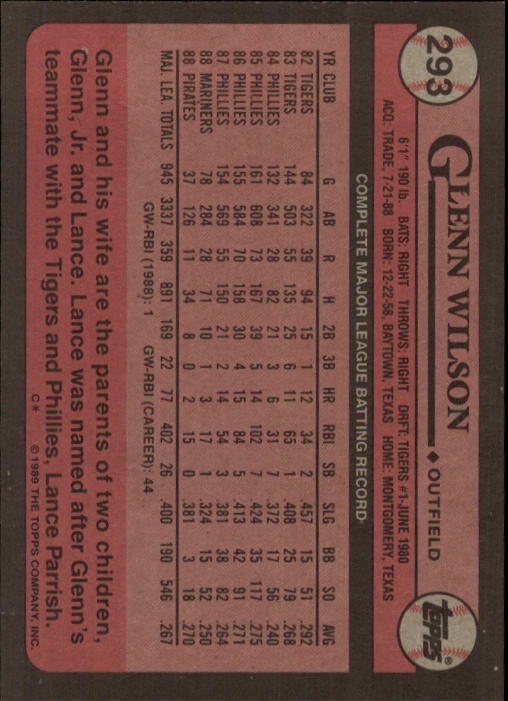 293
GLENN WILSON ♦ OUTFIELD
topps®
6'1" 190 lb. BATS: RIGHT THROWS: RIGHT DRFT: TIGERS #1-JUNE 1980
ACQ: TRADE, 7-21-88 BORN: 12-22-58, BAYTOWN, TEXAS HOME: MONTGOMERY, TEXAS
COMPLETE MAJOR LEAGUE BATTING RECORD
YR CLUB G AB R H 2B 3B HR RBI SB SLG BB SO AVG
82 TIGERS 84 322 39 94 15 1 12 34 2 .457 15 51 .292
83 TIGERS 144 503 55 135 25 6 11 65 1 .408 25 79 .268
84 PHILLIES 132 341 28 82 21 3 6 31 7 .372 17 56 .240
85 PHILLIES 161 608 73 167 39 5 14 102 7 .424 35 117 .275
86 PHILLIES 155 584 70 158 30 4 15 84 5 .413 42 91 .271
87 PHILLIES 154 569 55 150 21 2 14 54 3 .381 38 82 .264
88 MARINERS 78 284 28 71 10 1 3 17 1 .324 15 52 .250
88 PIRATES 37 126 11 34 8 0 2 15 0 .381 3 18 .270
MAJ. LEA. TOTALS 945 3337 359 891 169 22 77 402 26 .400 190 546 .267
GW-RBI (1988): 1 GW-RBI (CAREER): 44
Glenn and his wife are the parents of two children,
Glenn, Jr. and Lance. Lance was named after Glenn's
teammate with the Tigers and Phillies, Lance Parrish.
C* © 1989 THE TOPPS COMPANY, INC.